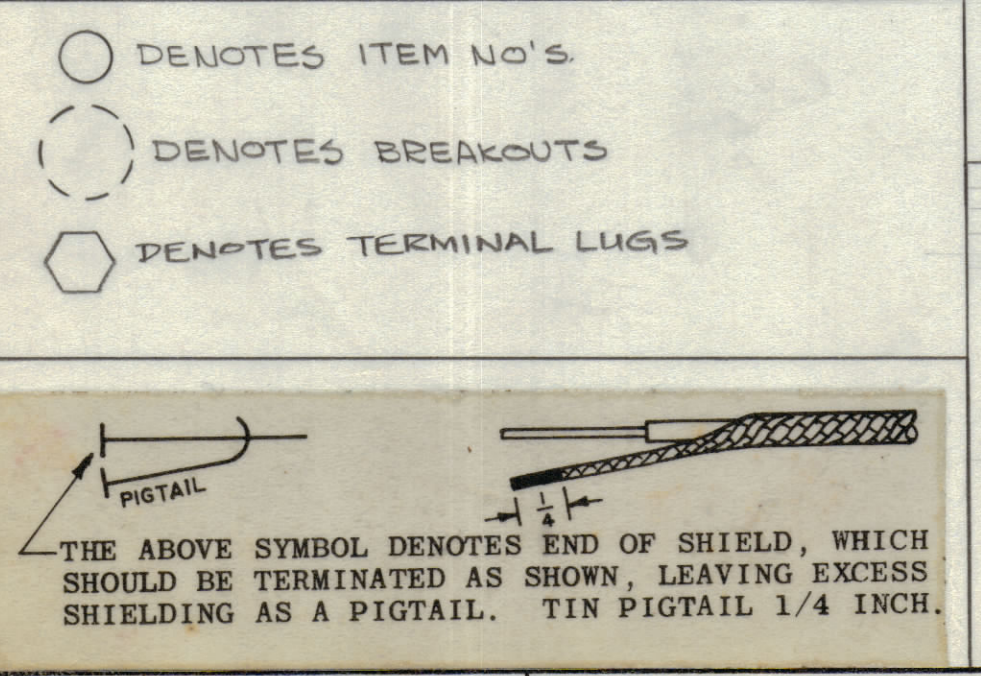 DENOTES ITEM NO'S.
DENOTES BREAKOUTS
DENOTES TERMINAL LUGS
PIGTAIL
1/4
THE ABOVE SYMBOL DENOTES END OF SHIELD, WHICH
SHOULD BE TERMINATED AS SHOWN, LEAVING EXCESS
SHIELDING AS A PIGTAIL. TIN PIGTAIL 1/4 INCH.